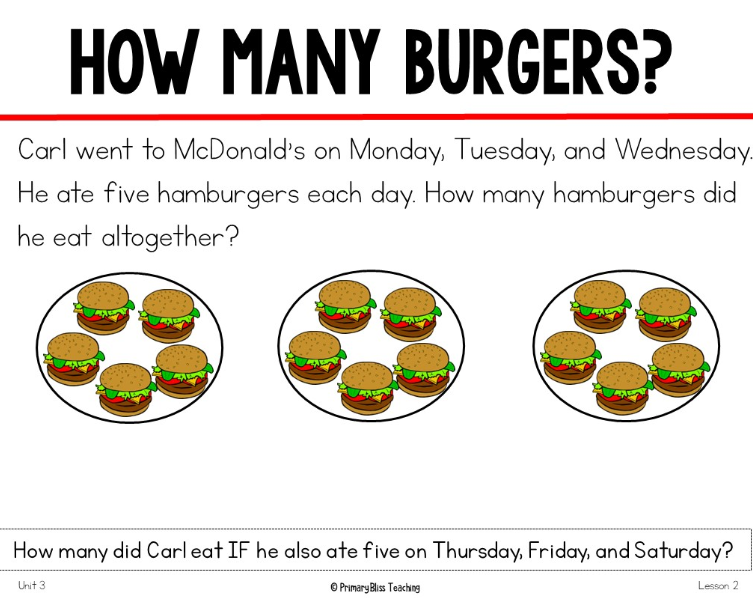 HOW MANY BURGERS?
Carl went to McDonald's on Monday, Tuesday, and Wednesday.
He ate five hamburgers each day. How many hamburgers did
he eat altogether?
How many did Carl eat IF he also ate five on Thursday, Friday, and Saturday?
Unit 3
© Primary Bliss Teaching
Lesson 2